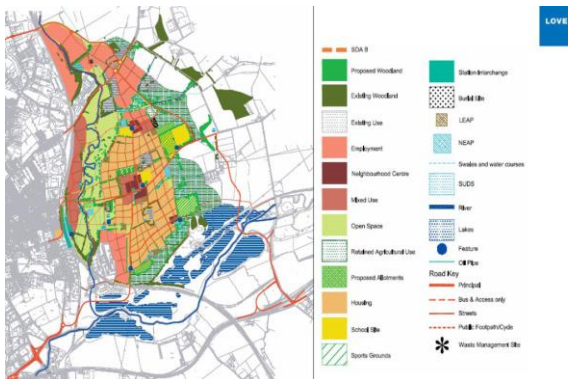 LOVE
SDA B
Proposed Woodland
Existing Woodland
Existing Use
Employment
Neighbourhood Centre
Mixed Use
Open Space
Retained Agricultural Use
Proposed Allotments
Housing
School Site
Sports Grounds
Station Interchange
Burial Site
LEAP
NEAP
Swales and water courses
SUDS
River
Lakes
Feature
Oil Pipe
Road Key
Principal
Bus & Access only
Streets
Public Footpath/Cycle
Waste Management Site